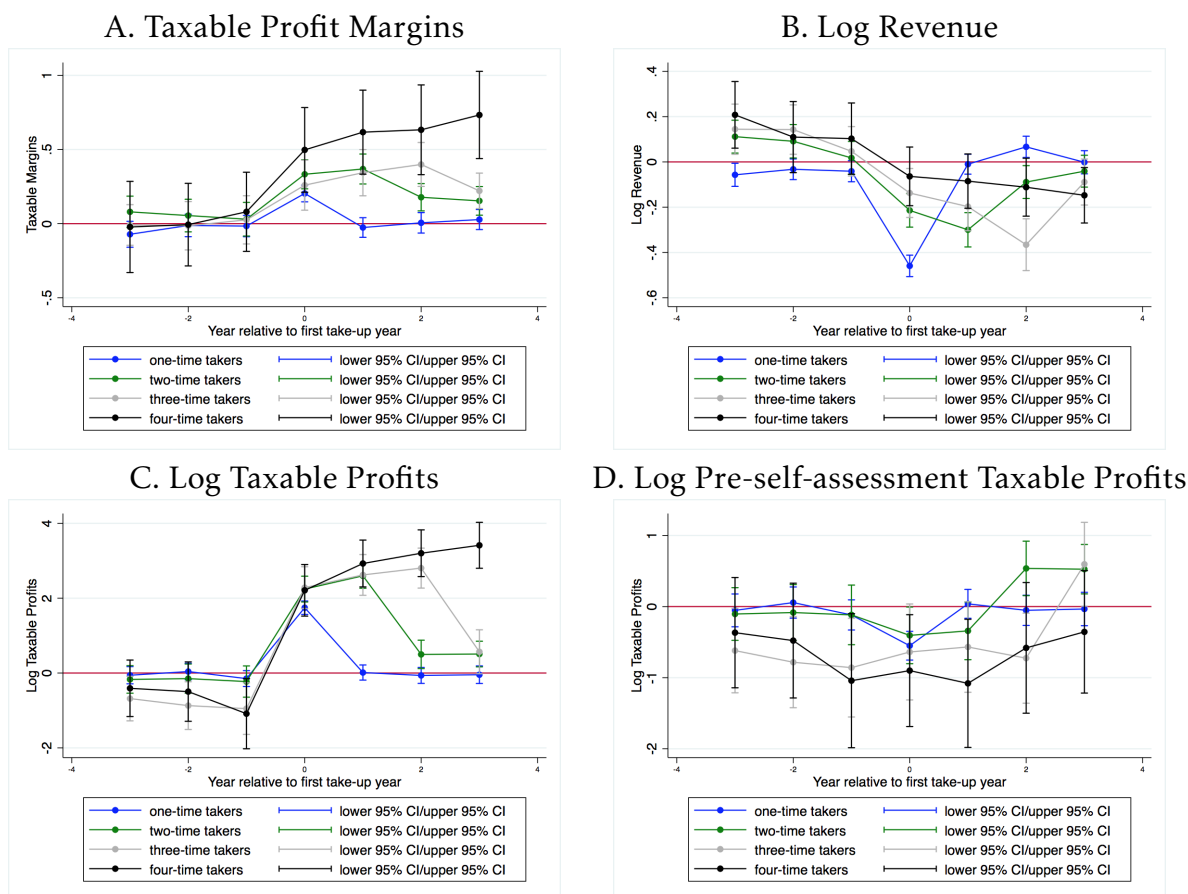 A. Taxable Profit Margins
Taxable Margins
1
.5
0
-.5
-4
-2
0
2
4
Year relative to first take-up year
one-time takers
lower 95% CI/upper 95% CI
two-time takers
lower 95% CI/upper 95% CI
three-time takers
lower 95% CI/upper 95% CI
four-time takers
lower 95% CI/upper 95% CI
B. Log Revenue
Log Revenue
.4
.2
0
-.2
-.4
-.6
-4
-2
0
2
4
Year relative to first take-up year
one-time takers
lower 95% CI/upper 95% CI
two-time takers
lower 95% CI/upper 95% CI
three-time takers
lower 95% CI/upper 95% CI
four-time takers
lower 95% CI/upper 95% CI
C. Log Taxable Profits
Log Taxable Profits
4
2
0
-2
-4
-2
0
2
4
Year relative to first take-up year
one-time takers
lower 95% CI/upper 95% CI
two-time takers
lower 95% CI/upper 95% CI
three-time takers
lower 95% CI/upper 95% CI
four-time takers
lower 95% CI/upper 95% CI
D. Log Pre-self-assessment Taxable Profits
Log Taxable Profits
1
0
-1
-2
-4
-2
0
2
4
Year relative to first take-up year
one-time takers
lower 95% CI/upper 95% CI
two-time takers
lower 95% CI/upper 95% CI
three-time takers
lower 95% CI/upper 95% CI
four-time takers
lower 95% CI/upper 95% CI